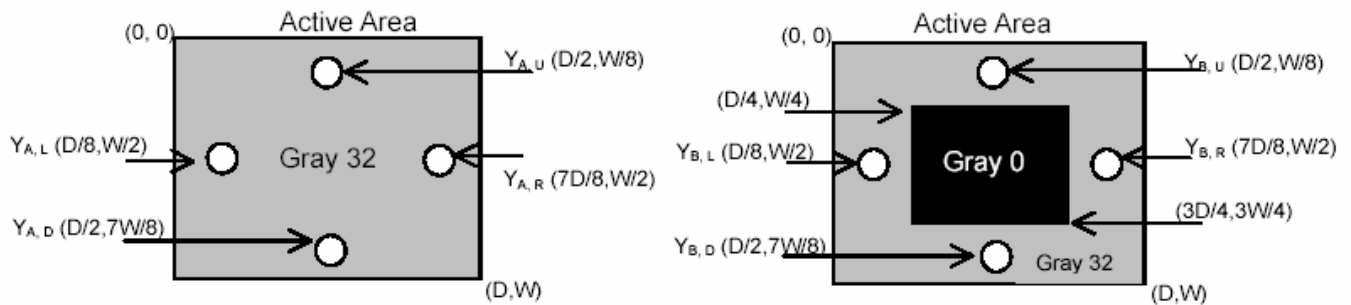 Active Area
(0, 0)
YA, U (D/2,W/8)
YA, L (D/8,W/2)
Gray 32
YA, R (7D/8,W/2)
YA, D (D/2,7W/8)
(D,W)
Active Area
(0, 0)
YB, U (D/2,W/8)
(D/4,W/4)
YB, L (D/8,W/2)
Gray 0
YB, R (7D/8,W/2)
(3D/4,3W/4)
YB, D (D/2,7W/8)
Gray 32
(D,W)